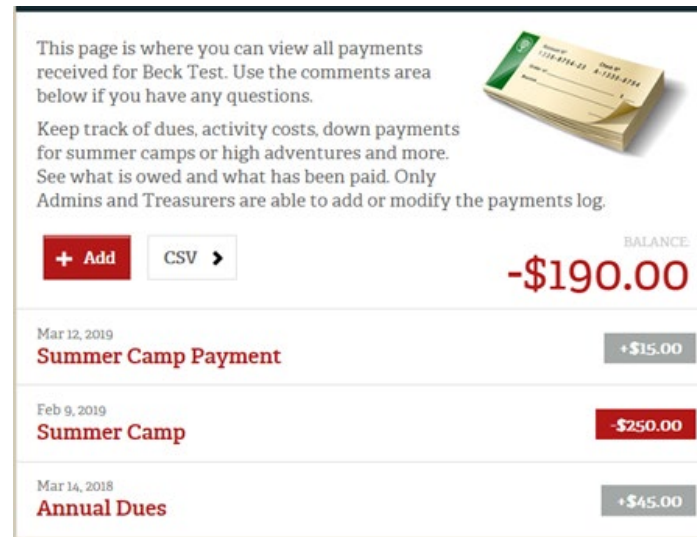 This page is where you can view all payments
received for Beck Test. Use the comments area
below if you have any questions.
Keep track of dues, activity costs, down payments
for summer camps or high adventures and more.
See what is owed and what has been paid. Only
Admins and Treasurers are able to add or modify the payments log.
+ Add
CSV
BALANCE
-$190.00
Mar 12, 2019
Summer Camp Payment
+$15.00
Feb 9, 2019
Summer Camp
-$250.00
Mar 14, 2018
Annual Dues
+$45.00